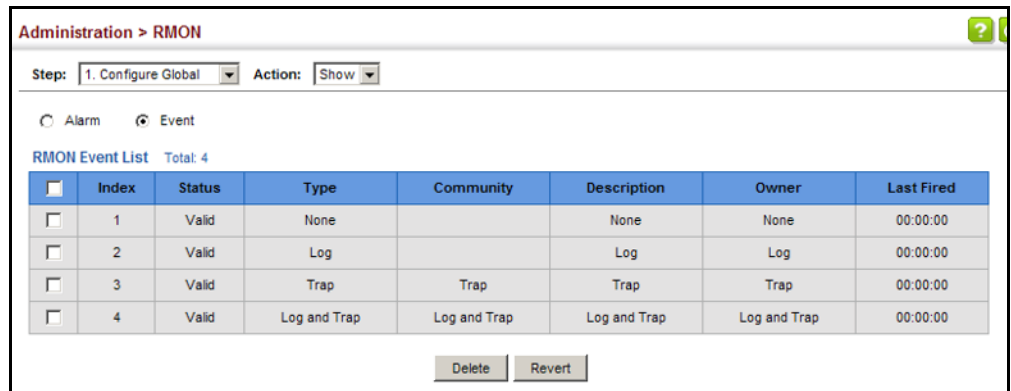 Administration > RMON
?
Step: 1. Configure Global Action: Show
Alarm Event
RMON Event List Total: 4
Index Status Type Community Description Owner Last Fired
1 Valid None None None 00:00:00
2 Valid Log Log Log 00:00:00
3 Valid Trap Trap Trap Trap 00:00:00
4 Valid Log and Trap Log and Trap Log and Trap Log and Trap 00:00:00
Delete Revert